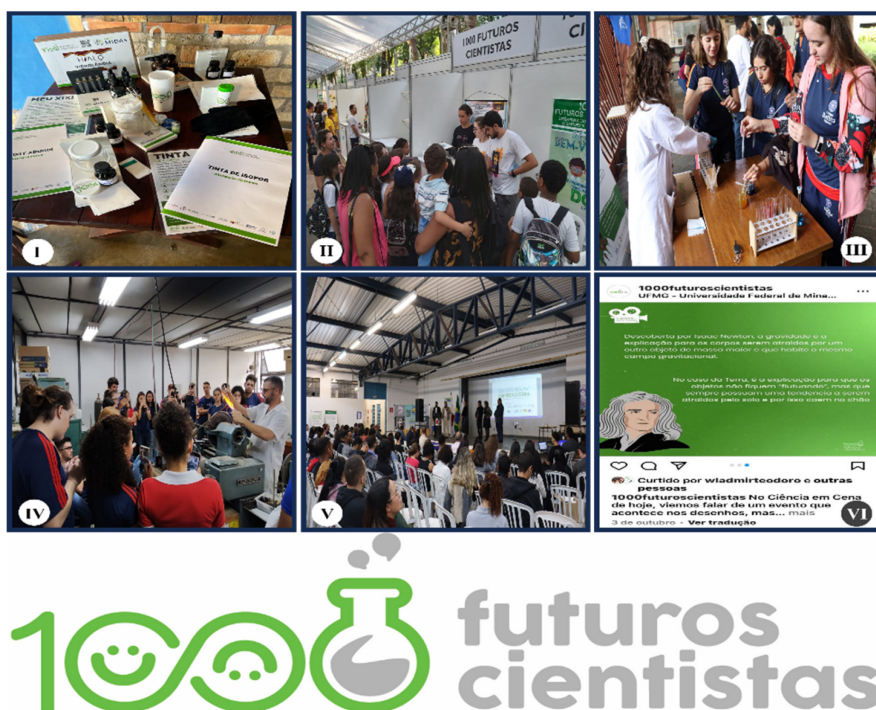 MEU XIXI
TINTA
TINTA DE ISOPOR
I
1000 FUTUROS
CIENTISTAS
CI
FUTUROS
II
III
IV
V
1000futuroscientistas
UFMG - Universidade Federal de Mina...
Descoberta por Isaac Newton, a gravidade é a
explicação para os corpos serem atraídos por um
outro objeto de massa maior e que habita o mesmo
campo gravitacional.
No caso da Terra, é a explicação para que os
objetos não fiquem "flutuando", mas que
sempre possuam uma tendência a serem
atraídos pelo solo e por isso caem no chão
Curtido por wladmirteodoro e outras
pessoas
1000futuroscientistas No Ciência em Cena
de hoje, viemos falar de um evento que
acontece nos desenhos, mas... mais
3 de outubro · Ver tradução
VI
1000
futuros
cientistas